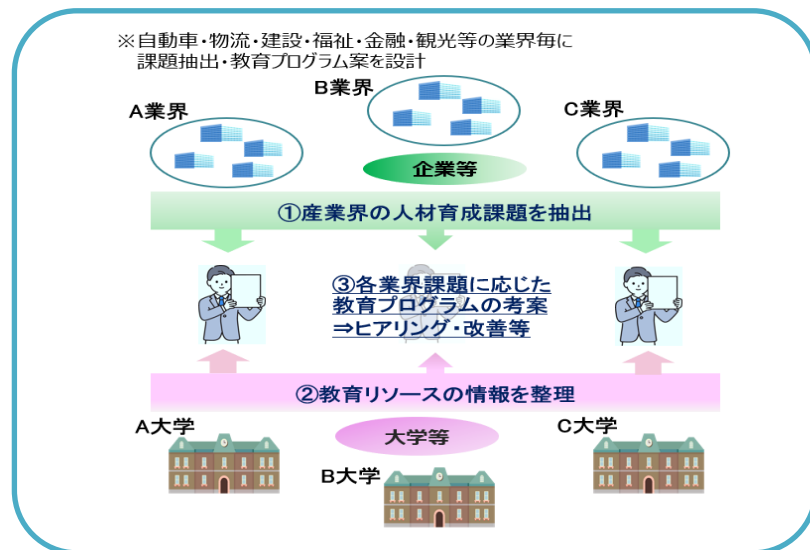 ※自動車・物流・建設・福祉・金融・観光等の業界毎に
課題抽出・教育プログラム案を設計
A業界
B業界
C業界
企業等
①産業界の人材育成課題を抽出
③各業界課題に応じた
教育プログラムの考案
⇒ヒアリング・改善等
②教育リソースの情報を整理
A大学
大学等
B大学
C大学